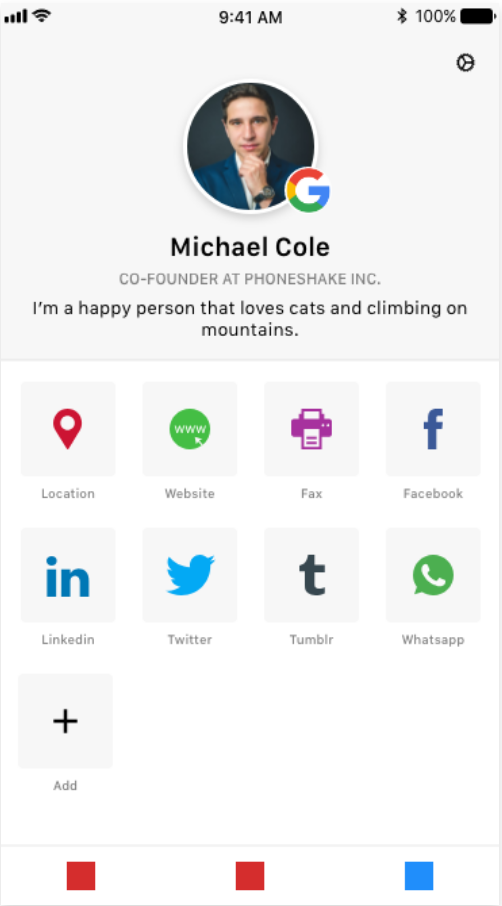 9:41 AM
100%
Michael Cole
CO-FOUNDER AT PHONESHAKE INC.
I’m a happy person that loves cats and climbing on
mountains.
www
Location
Website
Fax
Facebook
in
Linkedin
Twitter
t
Tumblr
Whatsapp
Add